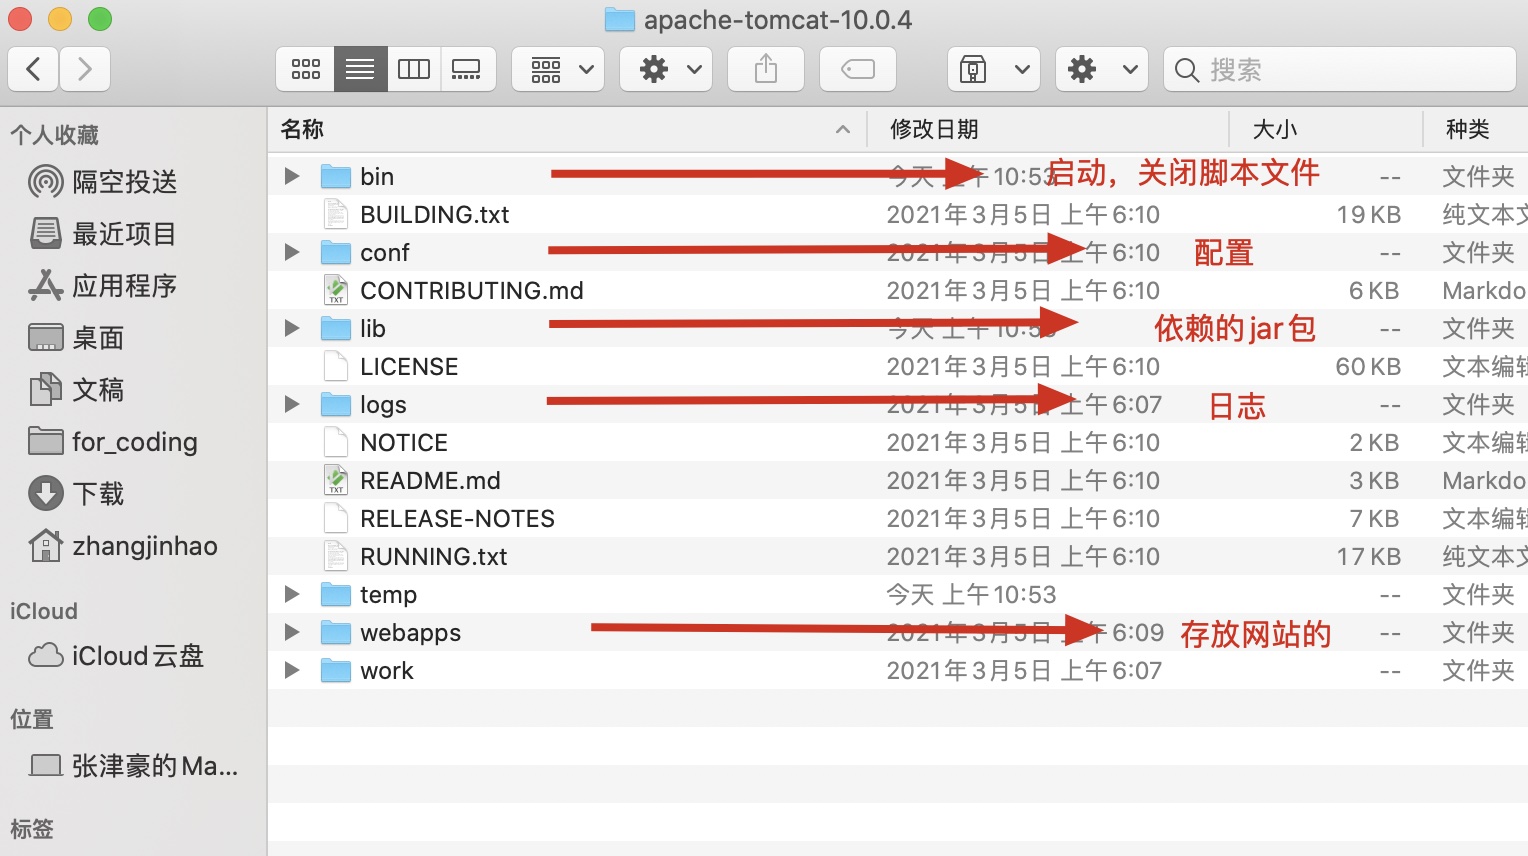 apache-tomcat-10.0.4
搜索
个人收藏
隔空投送
最近项目
应用程序
桌面
文稿
for_coding
下载
zhangjinhao
iCloud
iCloud云盘
位置
张津豪的Ma...
标签
名称 修改日期 大小 种类
bin 今天 上午10:53 启动，关闭脚本文件 -- 文件夹
BUILDING.txt 2021年3月5日 上午6:10 19 KB 纯文本文
conf 2021年3月5日 上午6:10 配置 -- 文件夹
CONTRIBUTING.md 2021年3月5日 上午6:10 6 KB Markdo
lib 今天 上午10:53 依赖的jar包 -- 文件夹
LICENSE 2021年3月5日 上午6:10 60 KB 文本编辑
logs 2021年3月5日 上午6:07 日志 -- 文件夹
NOTICE 2021年3月5日 上午6:10 2 KB 文本编辑
README.md 2021年3月5日 上午6:10 3 KB Markdo
RELEASE-NOTES 2021年3月5日 上午6:10 7 KB 文本编辑
RUNNING.txt 2021年3月5日 上午6:10 17 KB 纯文本文
temp 今天 上午10:53 -- 文件夹
webapps 2021年3月5日 上午6:09 存放网站的 -- 文件夹
work 2021年3月5日 上午6:07 -- 文件夹